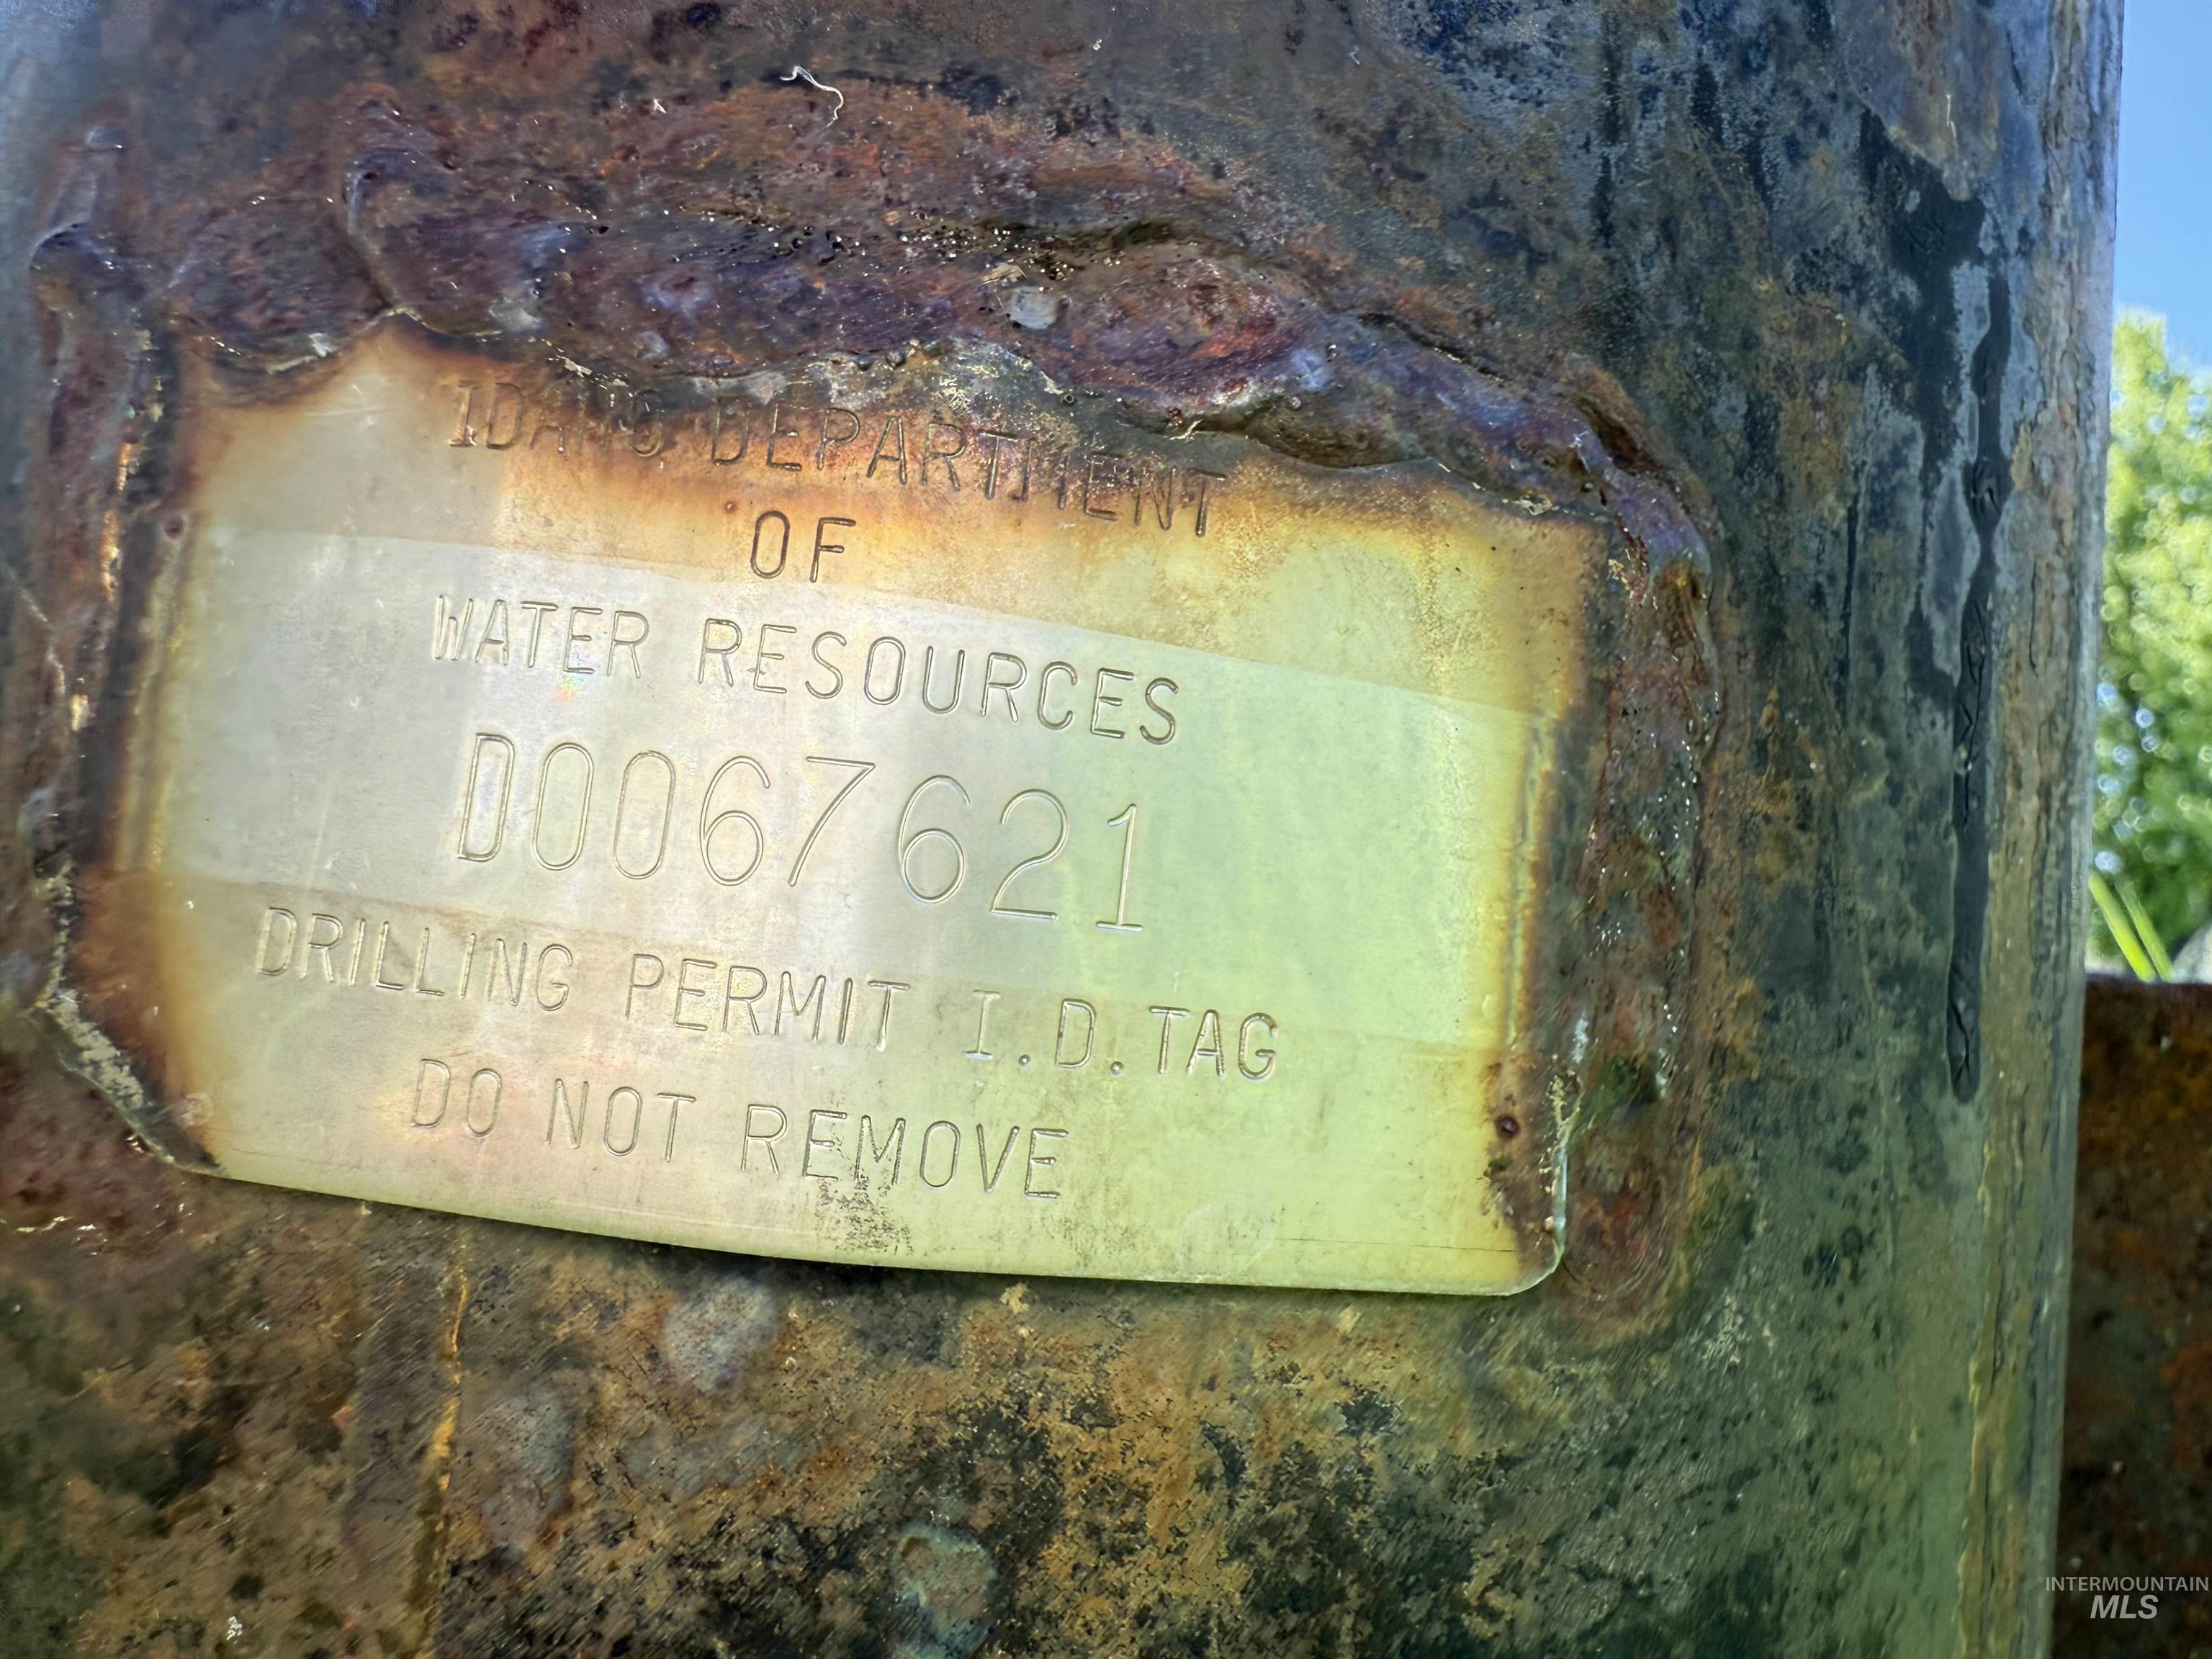 IDAHO DEPARTMENT
OF
WATER RESOURCES
D0067621
DRILLING PERMIT I.D.TAG
DO NOT REMOVE
INTERMOUNTAIN
MLS